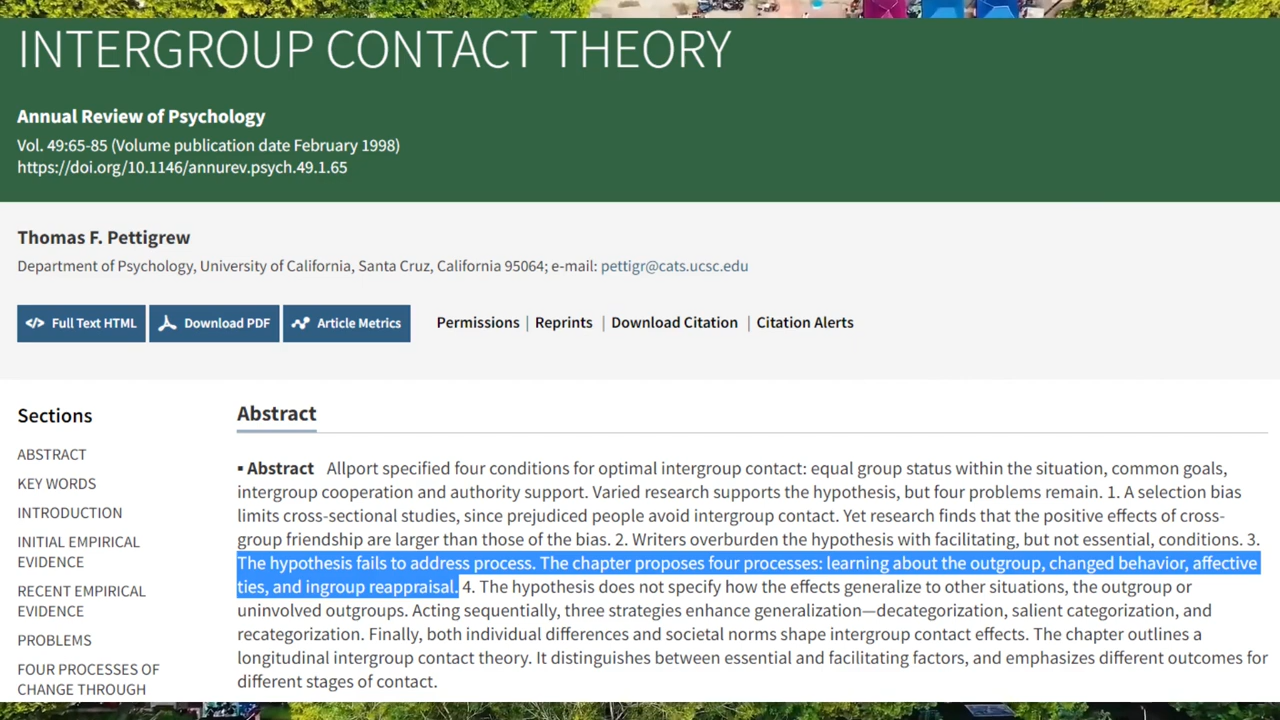 INTERGROUP CONTACT THEORY
Annual Review of Psychology
Vol. 49:65-85 (Volume publication date February 1998)
https://doi.org/10.1146/annurev.psych.49.1.65
Thomas F. Pettigrew
Department of Psychology, University of California, Santa Cruz, California 95064; e-mail: pettigr@cats.ucsc.edu
Full Text HTML Download PDF Article Metrics Permissions | Reprints | Download Citation | Citation Alerts
Sections
ABSTRACT
KEY WORDS
INTRODUCTION
INITIAL EMPIRICAL
EVIDENCE
RECENT EMPIRICAL
EVIDENCE
PROBLEMS
FOUR PROCESSES OF
CHANGE THROUGH
Abstract
▪ Abstract Allport specified four conditions for optimal intergroup contact: equal group status within the situation, common goals,
intergroup cooperation and authority support. Varied research supports the hypothesis, but four problems remain. 1. A selection bias
limits cross-sectional studies, since prejudiced people avoid intergroup contact. Yet research finds that the positive effects of cross-
group friendship are larger than those of the bias. 2. Writers overburden the hypothesis with facilitating, but not essential, conditions. 3.
The hypothesis fails to address process. The chapter proposes four processes: learning about the outgroup, changed behavior, affective
ties, and ingroup reappraisal. 4. The hypothesis does not specify how the effects generalize to other situations, the outgroup or
uninvolved outgroups. Acting sequentially, three strategies enhance generalization—decategorization, salient categorization, and
recategorization. Finally, both individual differences and societal norms shape intergroup contact effects. The chapter outlines a
longitudinal intergroup contact theory. It distinguishes between essential and facilitating factors, and emphasizes different outcomes for
different stages of contact.